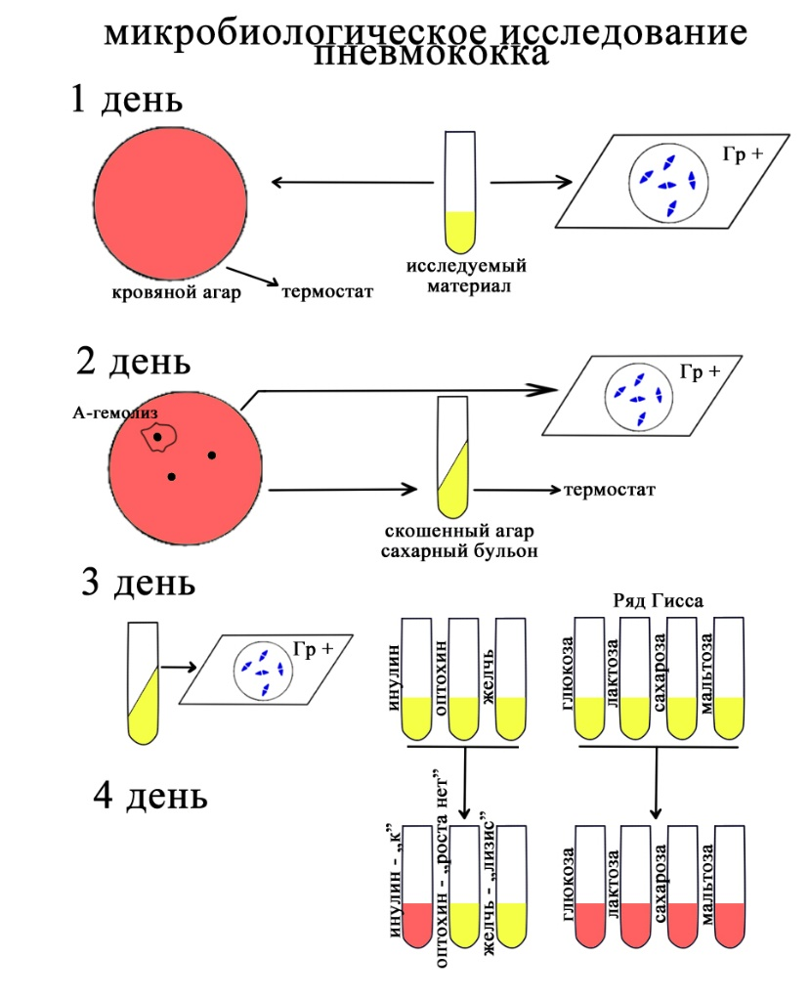 микробиологическое исследование
пневмококка
1 день
Гр +
исследуемый
материал
кровяной агар
термостат
2 день
Гр +
А-гемолиз
термостат
скошенный агар
сахарный бульон
3 день
Ряд Гисса
Гр +
инулин
оптохин
желчь
глюкоза
лактоза
сахароза
мальтоза
4 день
инулин - „к”
оптохин - „роста нет”
желчь - „лизис”
глюкоза
лактоза
сахароза
мальтоза